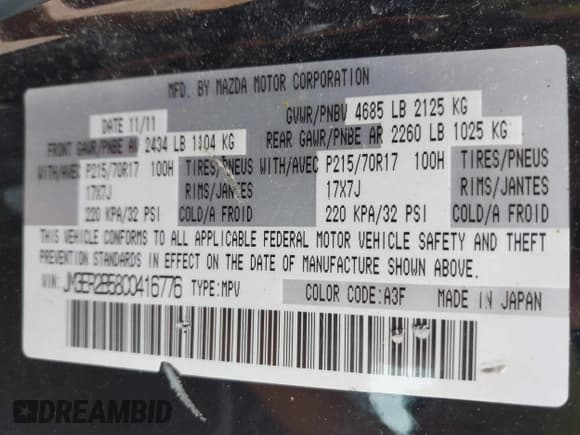 MFD. BY MAZDA MOTOR CORPORATION
DATE 11/11 GVWR/PNBV 4685 LB 2125 KG
FRONT GAWR/PNBE AV 2434 LB 1104 KG REAR GAWR/PNBE AR 2260 LB 1025 KG
WITH/AVEC P215/70R17 100H TIRES/PNEUS WITH/AVEC P215/70R17 100H TIRES/PNEUS
17X7J RIMS/JANTES 17X7J RIMS/JANTES
220 KPA/32 PSI COLD/A FROID 220 KPA/32 PSI COLD/A FROID
THIS VEHICLE CONFORMS TO ALL APPLICABLE FEDERAL MOTOR VEHICLE SAFETY AND THEFT
PREVENTION STANDARDS IN EFFECT ON THE DATE OF MANUFACTURE SHOWN ABOVE.
VIN: JM3ER2B58C0416776 TYPE:MPV COLOR CODE: A3F MADE IN JAPAN
DREAMBID